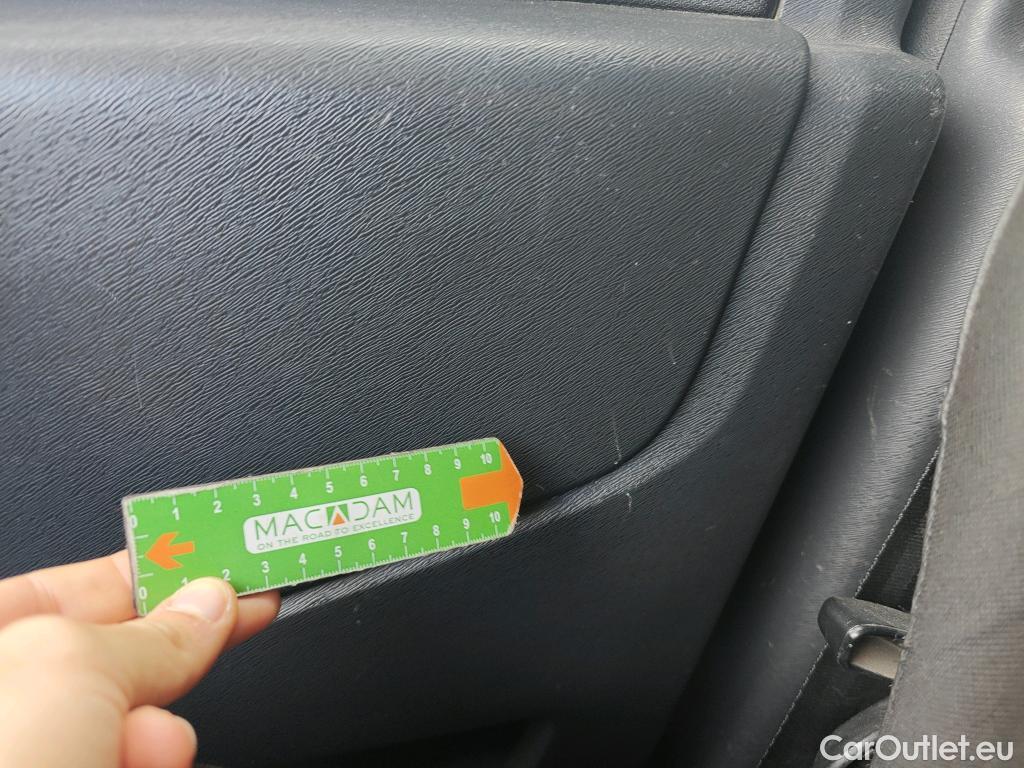 0 1 2 3 4 5 6 7 8 9 10
MACADAM
ON THE ROAD TO EXCELLENCE
0 1 2 3 4 5 6 7 8 9 10
CarOutlet.eu